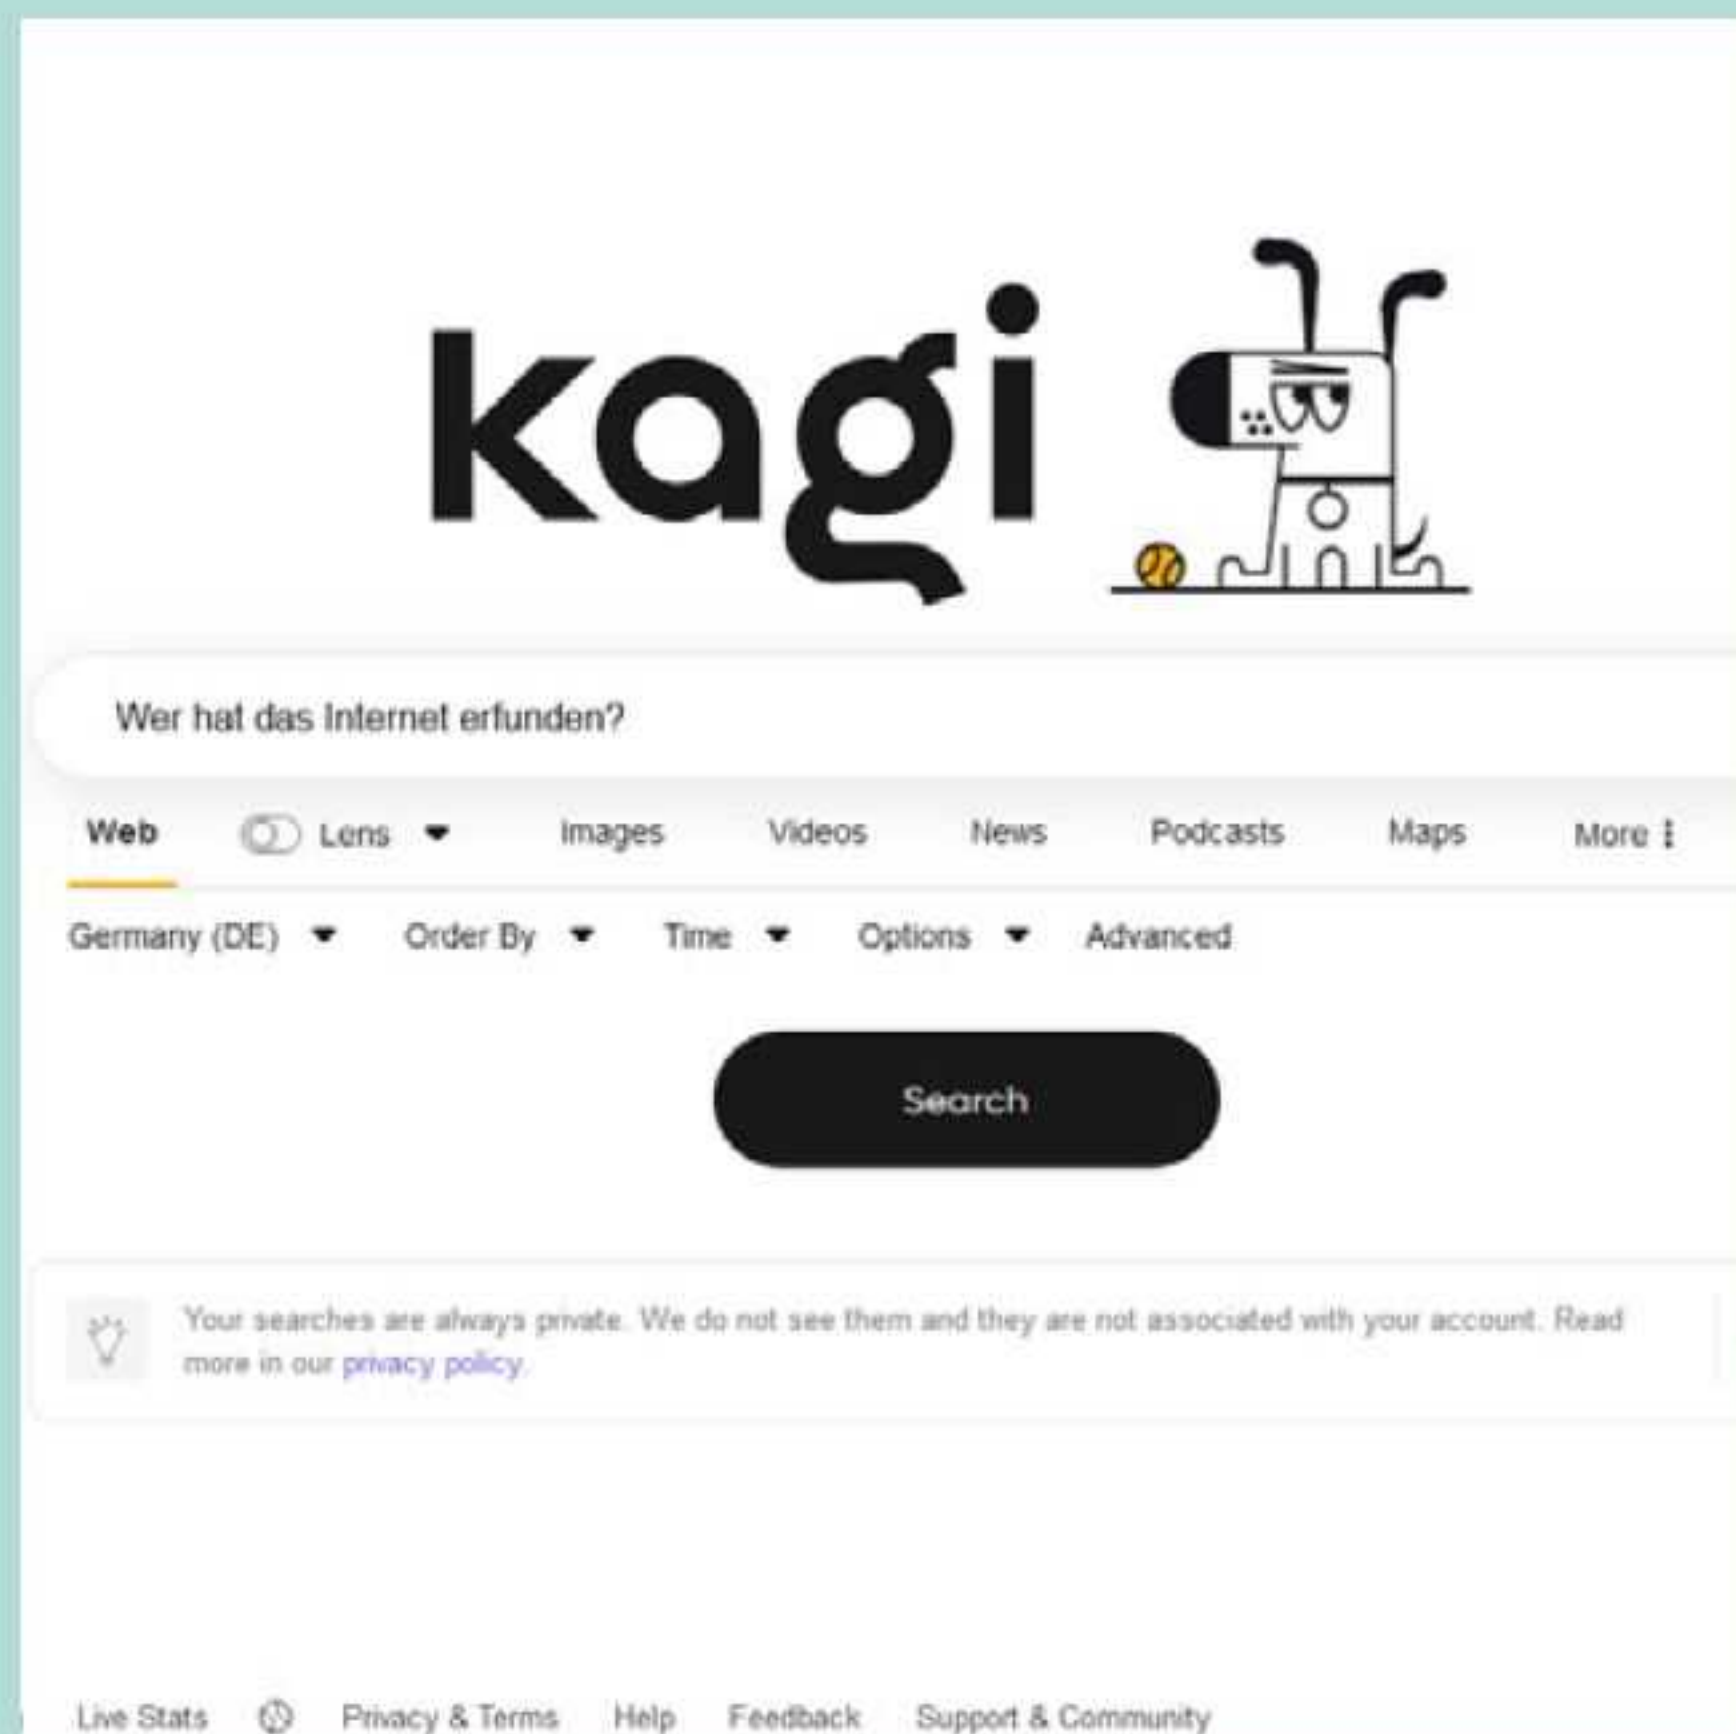 kagi
Wer hat das Internet erfunden?
Web Lens Images Videos News Podcasts Maps More
Germany (DE) Order By Time Options Advanced
Search
Your searches are always private. We do not see them and they are not associated with your account. Read
more in our privacy policy.
Live Stats Privacy & Terms Help Feedback Support & Community